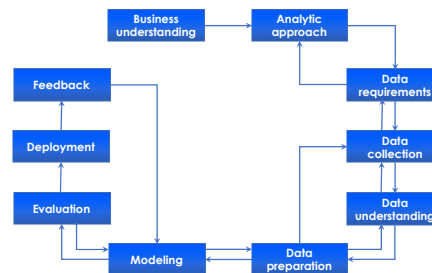 Business
understanding
Analytic
approach
Feedback
Data
requirements
Deployment
Data
collection
Evaluation
Data
understanding
Modeling
Data
preparation